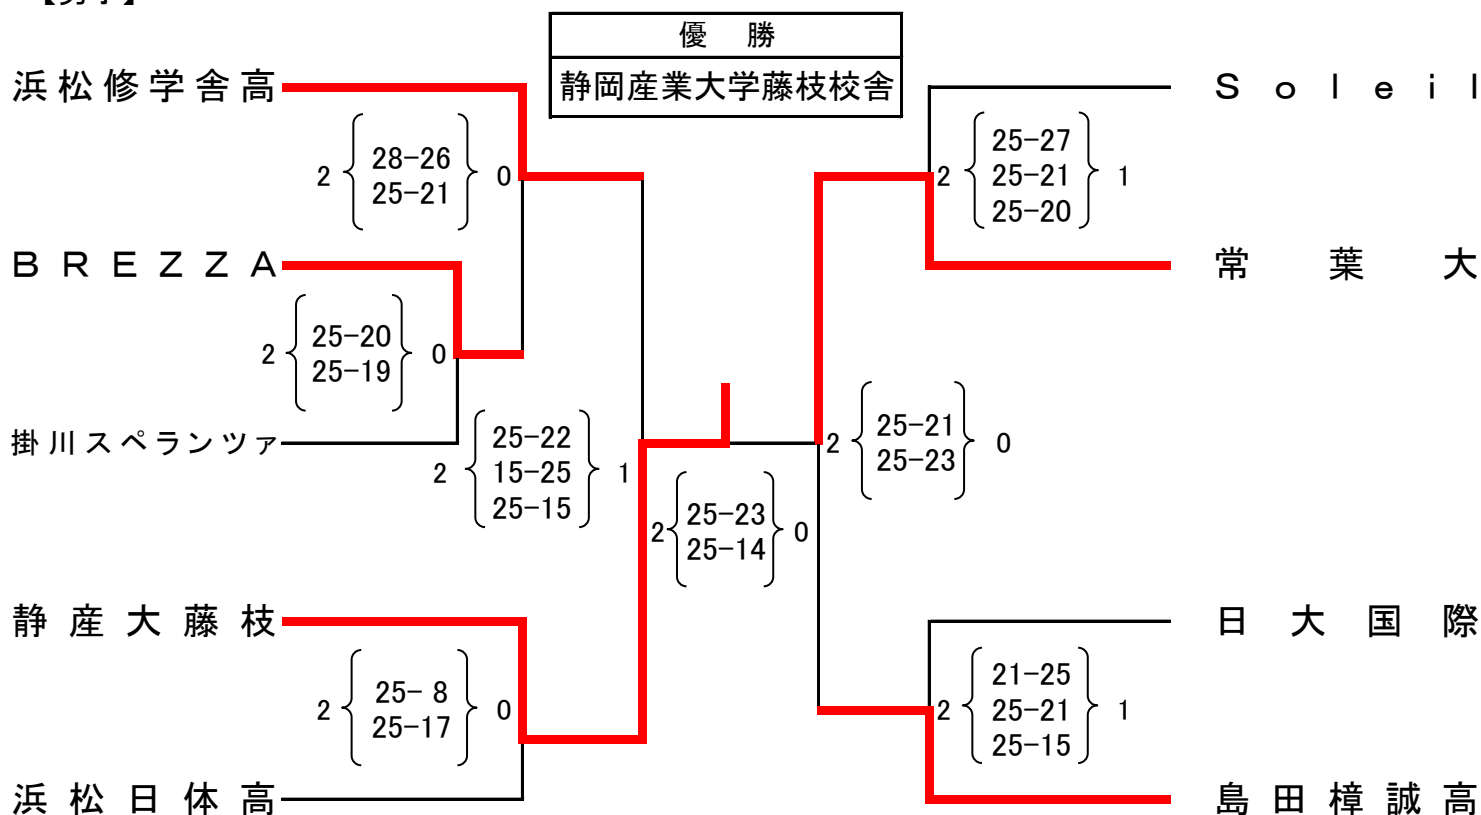 【男子】
優　勝
静岡産業大学藤枝校舎
浜松修学舎高
Ｓｏｌｅｉｌ
2 28-26 0
25-21
2 25-27 1
25-21
25-20
ＢＲＥＺＺＡ
常葉大
2 25-20 0
25-19
掛川スペランツァ
2 25-22 1
15-25
25-15
2 25-21 0
25-23
2 25-23 0
25-14
静産大藤枝
日大国際
2 25- 8 0
25-17
2 21-25 1
25-21
25-15
浜松日体高
島田樟誠高